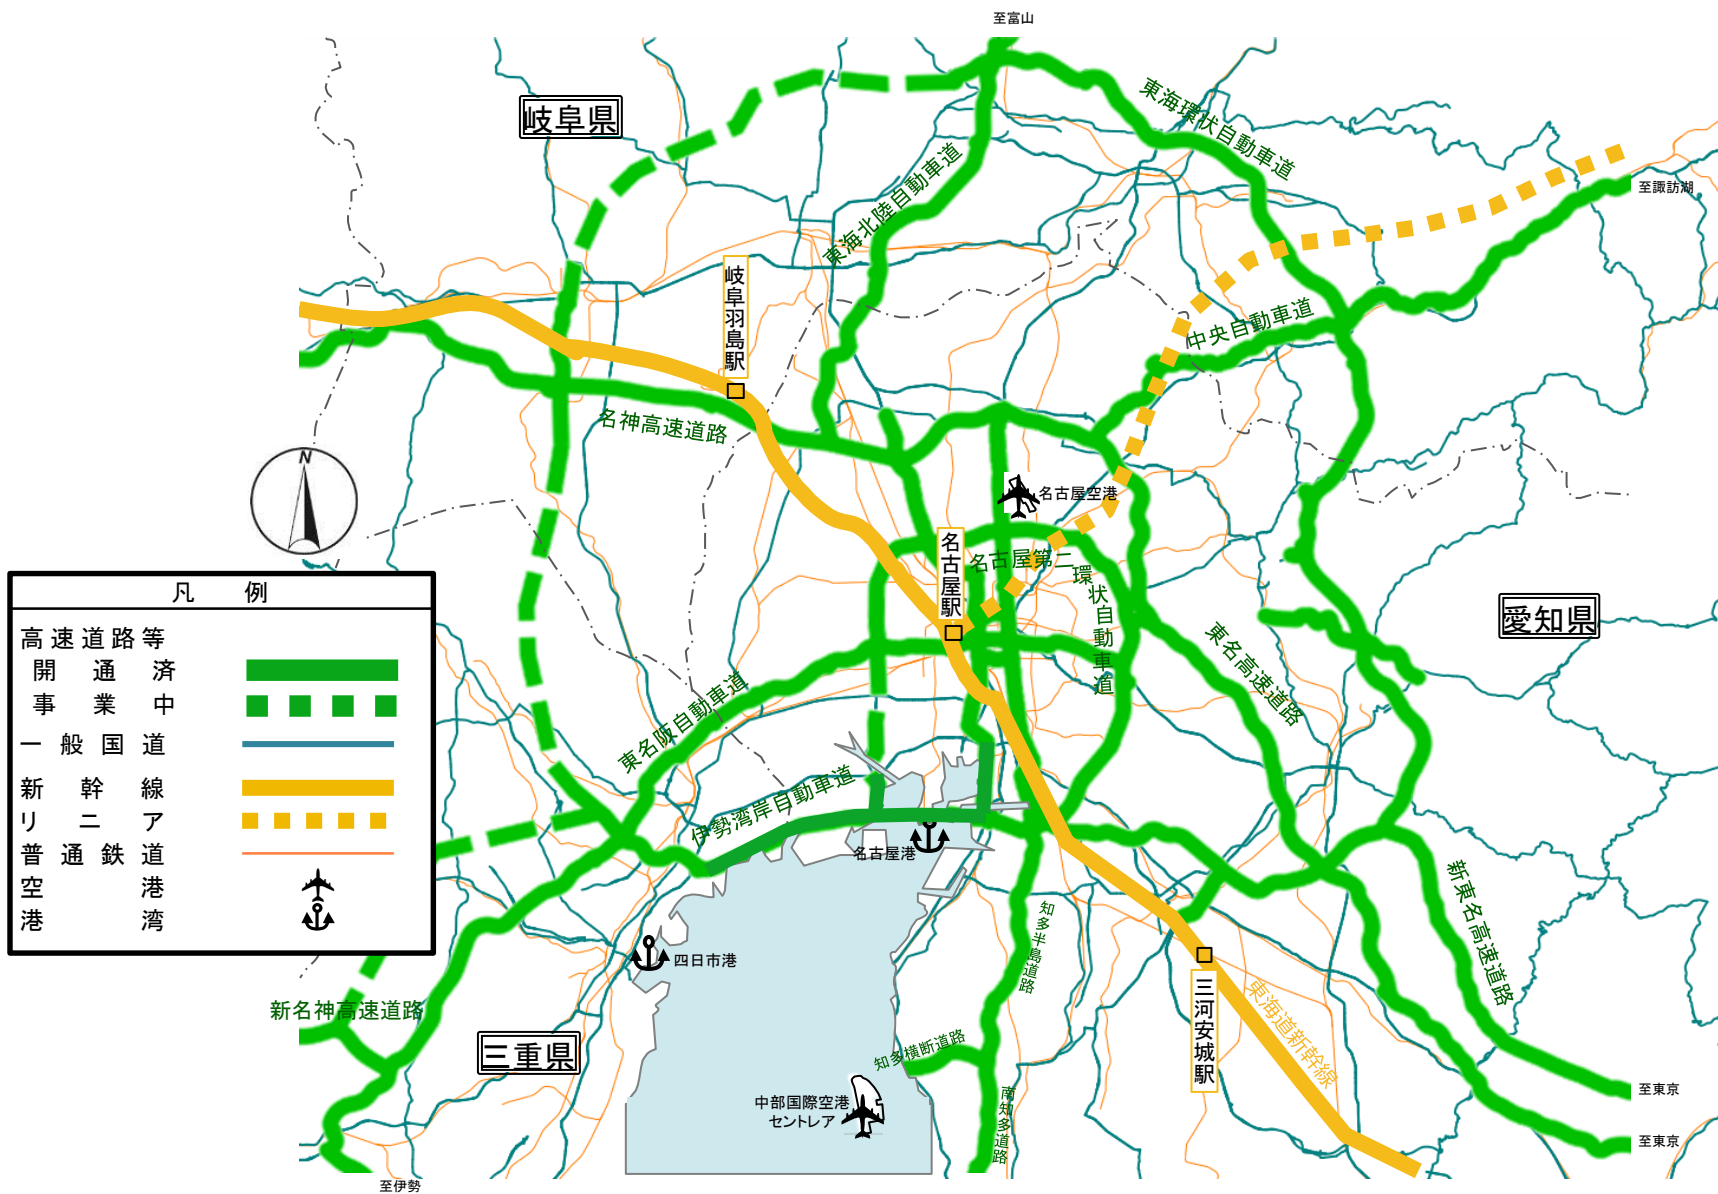 至富山
岐阜県
東海環状自動車道
至諏訪湖
東海北陸自動車道
岐阜羽島駅
中央自動車道
名神高速道路
N
名古屋空港
名古屋駅
名古屋第二環状自動車道
凡例
高速道路等
開通済
事業中
一般国道
新幹線
リニア
普通鉄道
空港
港湾
愛知県
東名高速道路
東名阪自動車道
伊勢湾岸自動車道
名古屋港
新東名高速道路
知多半島道路
四日市港
三河安城駅
東海道新幹線
新名神高速道路
三重県
知多横断道路
中部国際空港
セントレア
南知多道路
至東京
至東京
至伊勢